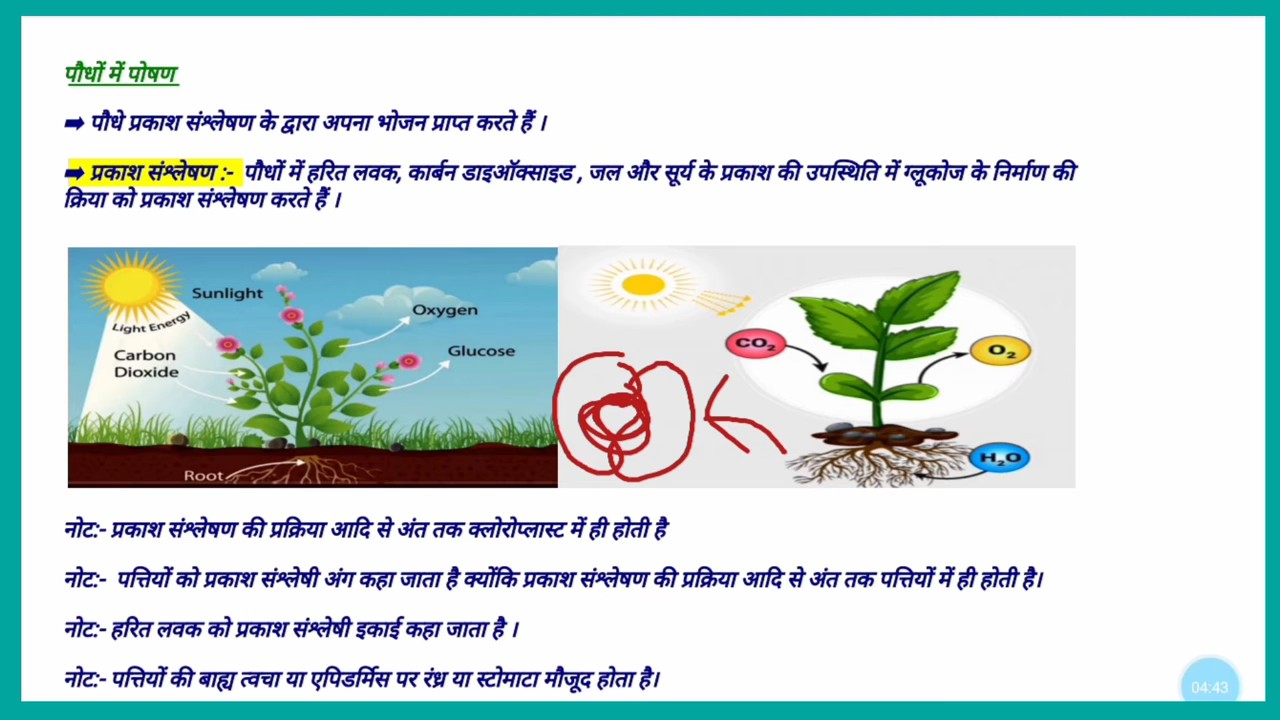 पौधों में पोषण
➡ पौधे प्रकाश संश्लेषण के द्वारा अपना भोजन प्राप्त करते हैं ।
➡ प्रकाश संश्लेषण :- पौधों में हरित लवक, कार्बन डाइऑक्साइड , जल और सूर्य के प्रकाश की उपस्थिति में ग्लूकोज के निर्माण की
क्रिया को प्रकाश संश्लेषण करते हैं ।
Sunlight
Light Energy
Oxygen
Carbon
Dioxide
Glucose
Root
CO₂
O₂
H₂O
नोट:- प्रकाश संश्लेषण की प्रक्रिया आदि से अंत तक क्लोरोप्लास्ट में ही होती है
नोट:- पत्तियों को प्रकाश संश्लेषी अंग कहा जाता है क्योंकि प्रकाश संश्लेषण की प्रक्रिया आदि से अंत तक पत्तियों में ही होती है।
नोट:- हरित लवक को प्रकाश संश्लेषी इकाई कहा जाता है ।
नोट:- पत्तियों की बाह्य त्वचा या एपिडर्मिस पर रंध्र या स्टोमाटा मौजूद होता है।
04:43